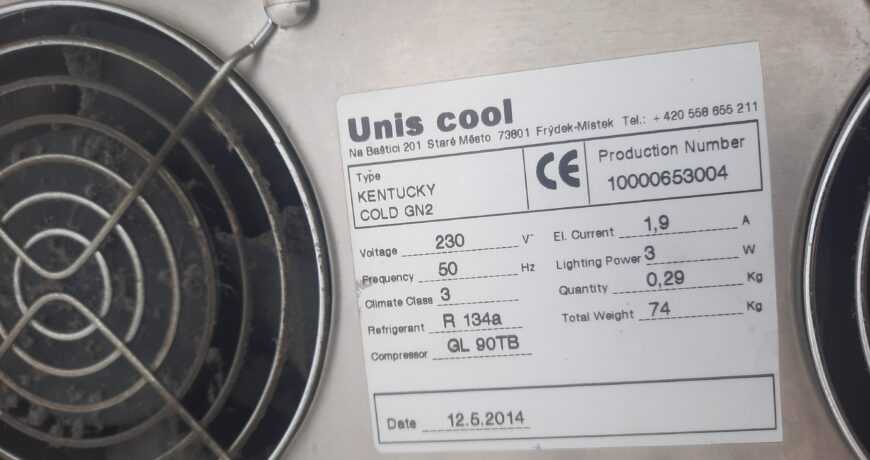 Unis cool
Na Baštici 201 Staré Město 73801 Frýdek-Místek Tel.: +420 558 655 211
Type
KENTUCKY
COLD GN2
CE
Production Number
10000653004
Voltage 230 V~
Frequency 50 Hz
Climate Class 3
Refrigerant R 134a
Compressor GL 90TB
El. Current 1,9 A
Lighting Power 3 W
Quantity 0,29 Kg
Total Weight 74 Kg
Date 12.5.2014